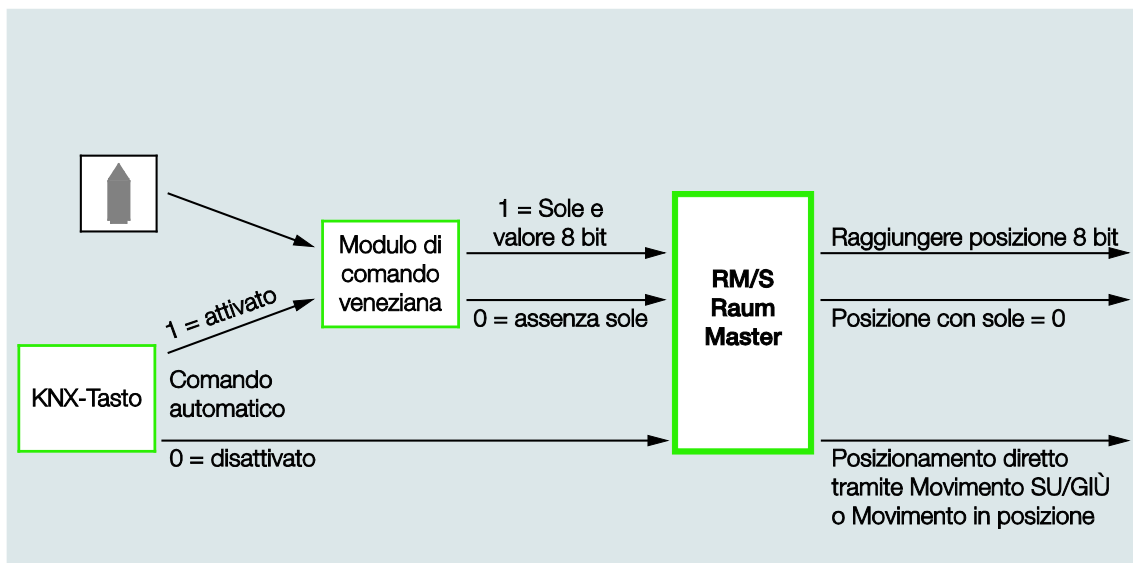 1 = Sole e
valore 8 bit
Modulo di
comando
veneziana
0 = assenza sole
1 = attivato
KNX-Tasto
Comando
automatico
0 = disattivato
RM/S
Raum
Master
Raggiungere posizione 8 bit
Posizione con sole = 0
Posizionamento diretto
tramite Movimento SU/GIÙ
o Movimento in posizione